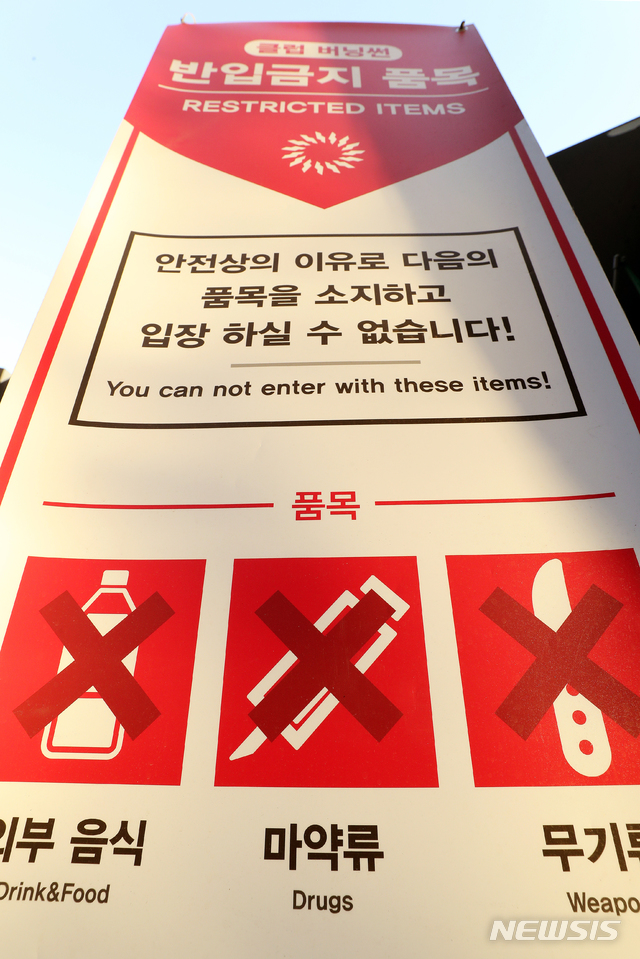 클럽 버닝썬
반입금지 품목
RESTRICTED ITEMS
안전상의 이유로 다음의
품목을 소지하고
입장 하실 수 없습니다!
You can not enter with these items!
품목
외부 음식 마약류 무기류
Drink&Food Drugs Weapo
NEWSIS